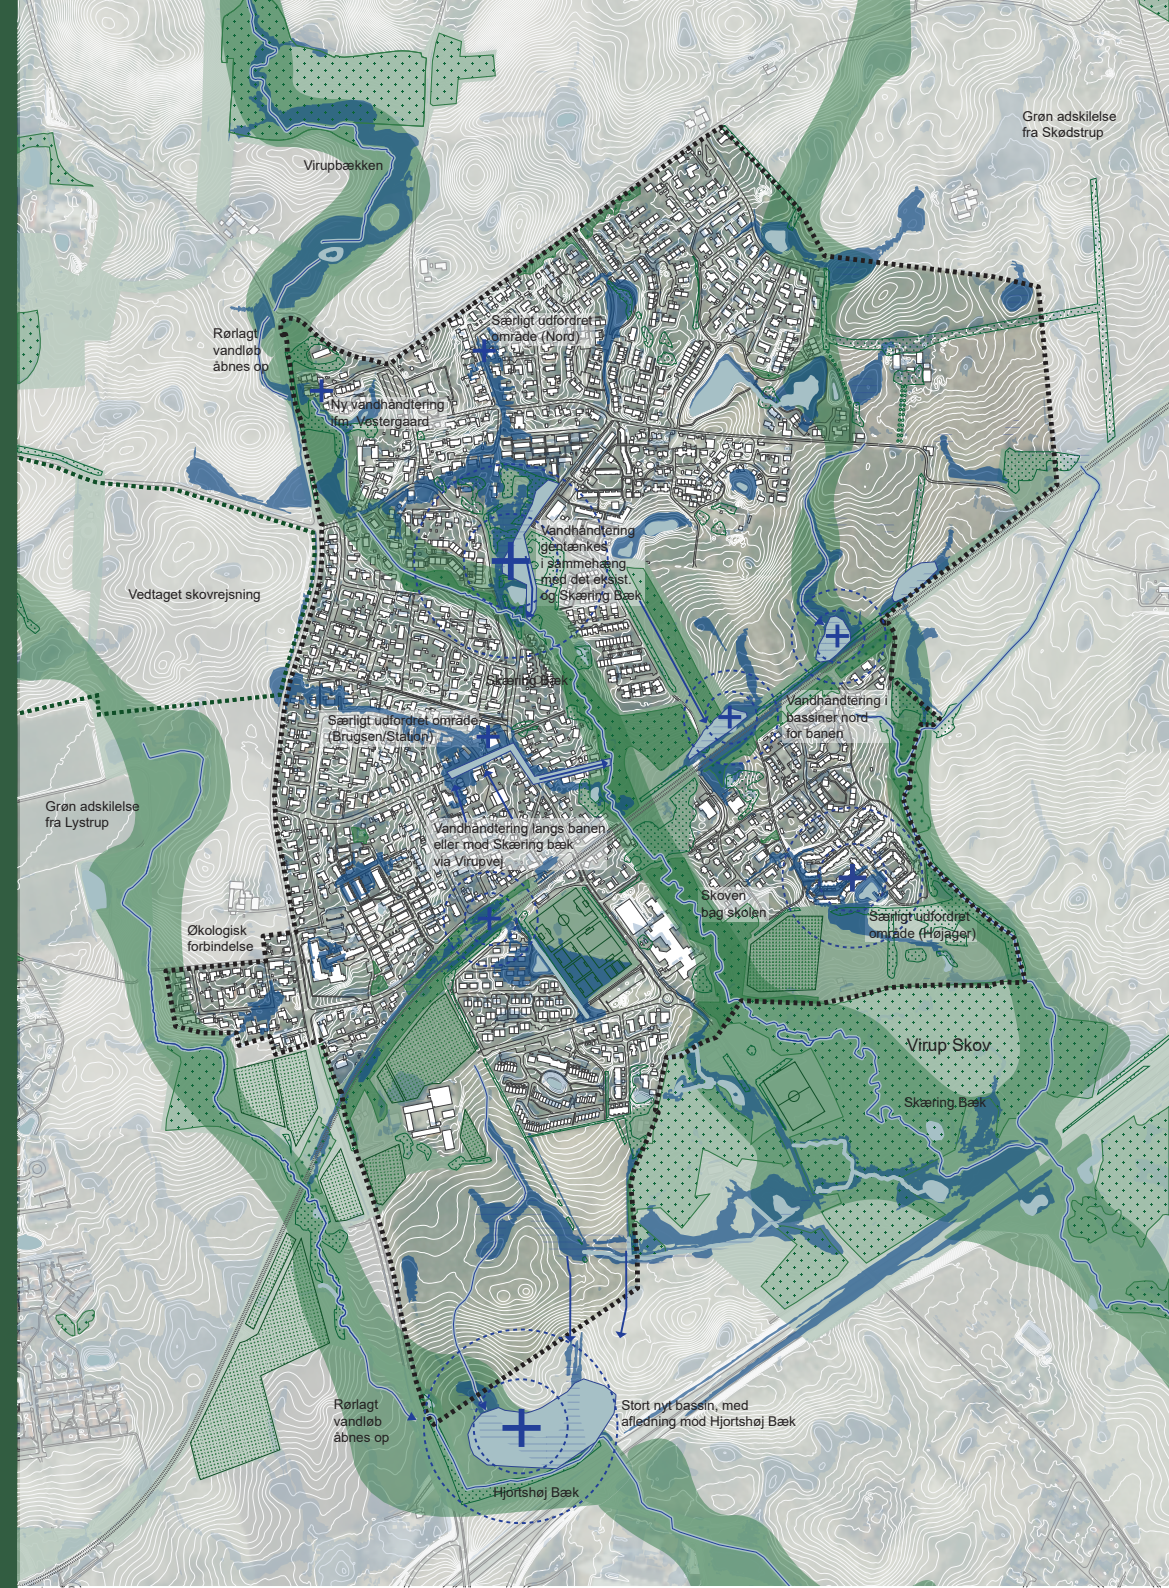 Grøn adskilelse
fra Skødstrup
Virupbækken
Særligt udfordret
område (Nord)
Rørlagt
vandløb
åbnes op
Ny vandhåndtering
ifm. Vestergaard
Vandhåndtering
gentænkes
i sammehæng
med det eksist.
og Skæring Bæk
Vedtaget skovrejsning
Skæring Bæk
Vandhåndtering i
bassiner nord
for banen
Særligt udfordret område
(Brugsen/Station)
Grøn adskilelse
fra Lystrup
Vandhåndtering langs banen
eller mod Skæring bæk
via Virupvej
Skoven
bag skolen
Særligt udfordret
område (Højager)
Økologisk
forbindelse
Virup Skov
Skæring Bæk
Rørlagt
vandløb
åbnes op
Stort nyt bassin, med
afledning mod Hjortshøj Bæk
Hjortshøj Bæk